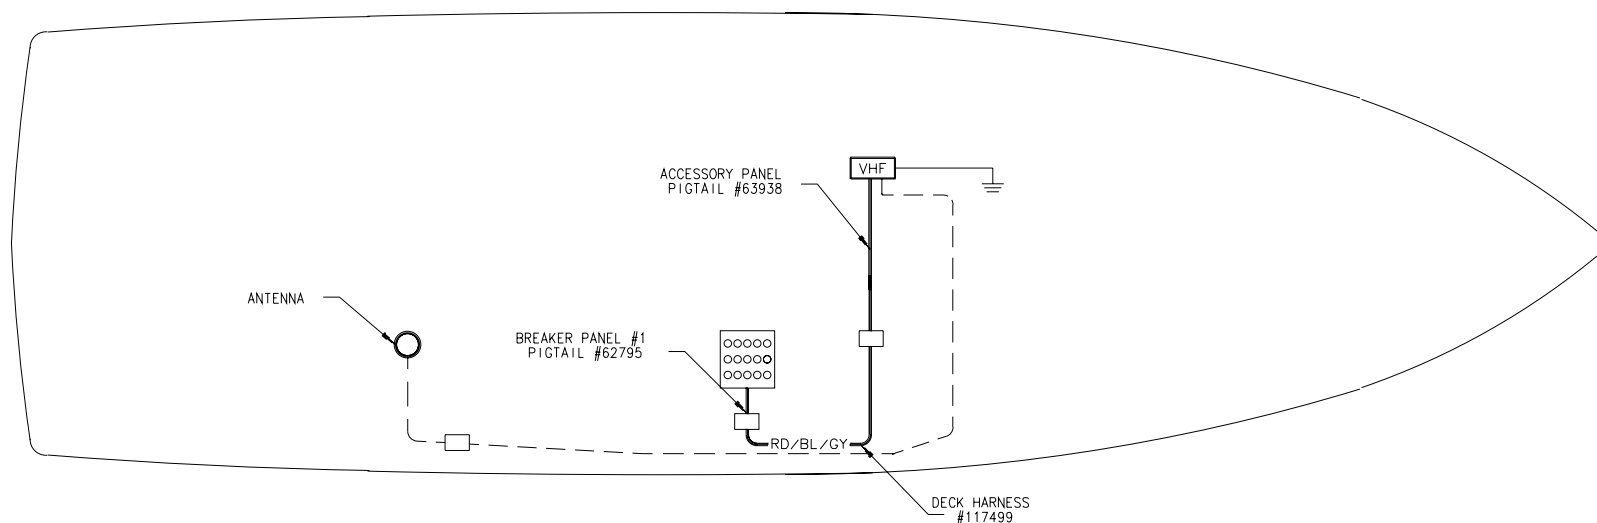 ACCESSORY PANEL
PIGTAIL #63938
VHF
ANTENNA
BREAKER PANEL #1
PIGTAIL #62795
RD/BL/GY
DECK HARNESS
#117499